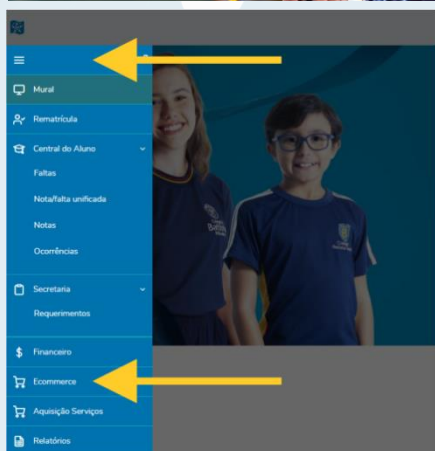 Mural
Rematrícula
Central do Aluno
Faltas
Nota/falta unificada
Notas
Ocorrências
Secretaria
Requerimentos
Financeiro
Ecommerce
Aquisição Serviços
Relatórios